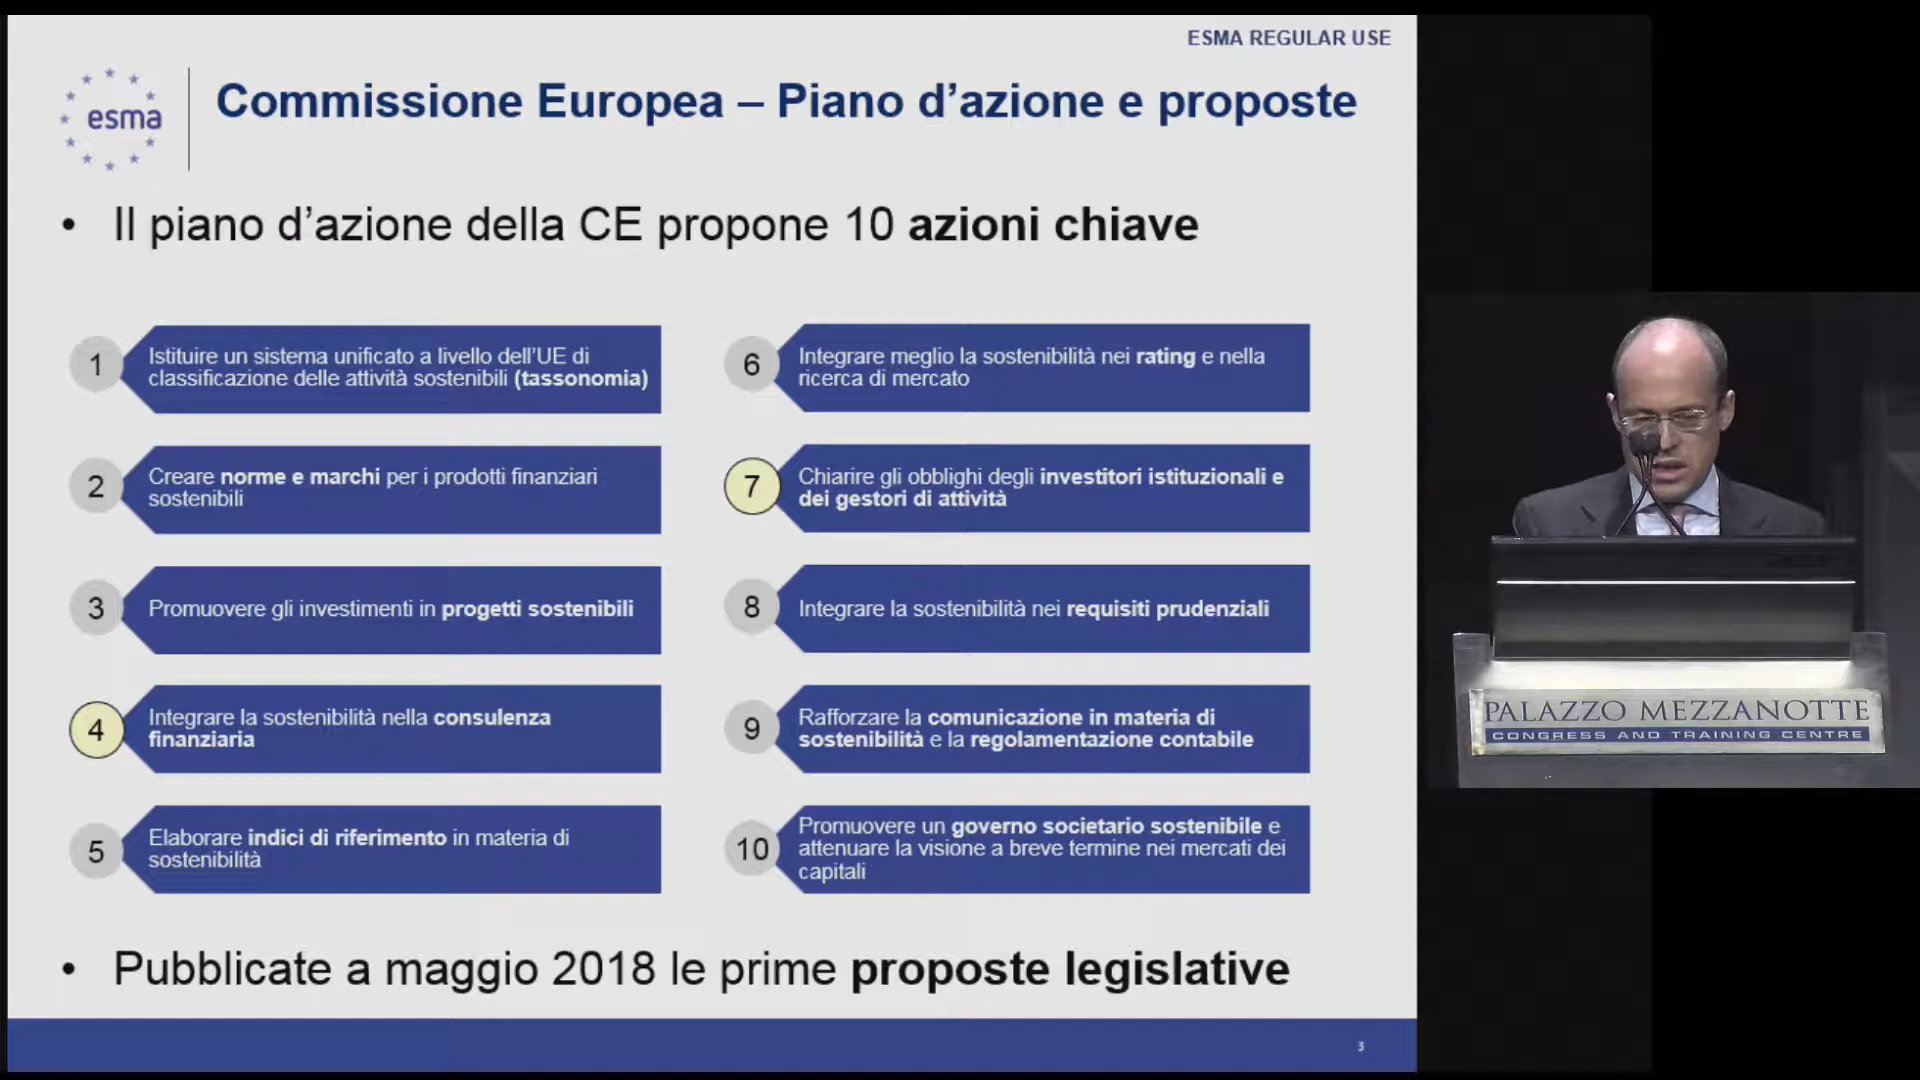 ESMA REGULAR USE
esma
Commissione Europea – Piano d’azione e proposte
• Il piano d’azione della CE propone 10 azioni chiave
1
Istituire un sistema unificato a livello dell’UE di
classificazione delle attività sostenibili (tassonomia)
2
Creare norme e marchi per i prodotti finanziari
sostenibili
3
Promuovere gli investimenti in progetti sostenibili
4
Integrare la sostenibilità nella consulenza
finanziaria
5
Elaborare indici di riferimento in materia di
sostenibilità
6
Integrare meglio la sostenibilità nei rating e nella
ricerca di mercato
7
Chiarire gli obblighi degli investitori istituzionali e
dei gestori di attività
8
Integrare la sostenibilità nei requisiti prudenziali
9
Rafforzare la comunicazione in materia di
sostenibilità e la regolamentazione contabile
10
Promuovere un governo societario sostenibile e
attenuare la visione a breve termine nei mercati dei
capitali
• Pubblicate a maggio 2018 le prime proposte legislative
3
PALAZZO MEZZANOTTE
CONGRESS AND TRAINING CENTRE